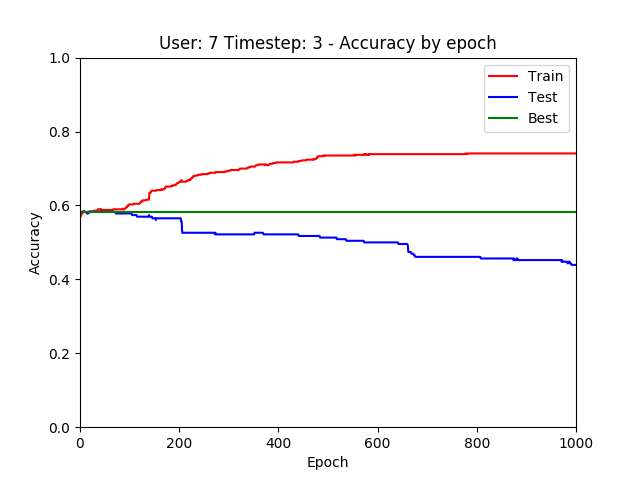 User: 7 Timestep: 3 - Accuracy by epoch
1.0
0.8
0.6
0.4
0.2
0.0
Accuracy
Train
Test
Best
0 200 400 600 800 1000
Epoch